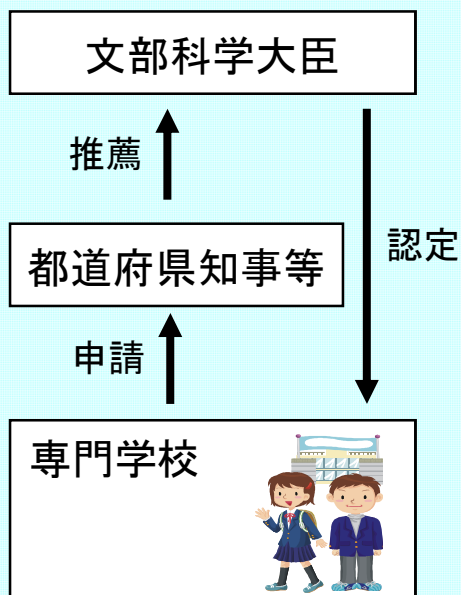 文部科学大臣
推薦
認定
都道府県知事等
申請
専門学校